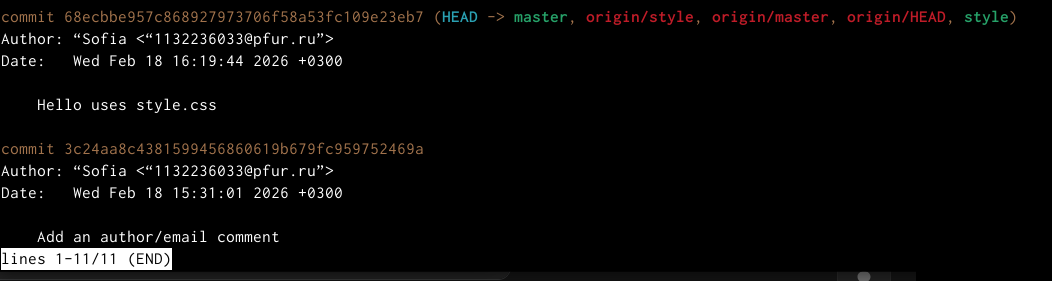 commit 68ecbbe957c868927973706f58a53fc109e23eb7 (HEAD -> master, origin/style, origin/master, origin/HEAD, style)
Author: “Sofia <“1132236033@pfur.ru”>
Date:   Wed Feb 18 16:19:44 2026 +0300
Hello uses style.css
commit 3c24aa8c4381599456860619b679fc959752469a
Author: “Sofia <“1132236033@pfur.ru”>
Date:   Wed Feb 18 15:31:01 2026 +0300
Add an author/email comment
lines 1-11/11 (END)